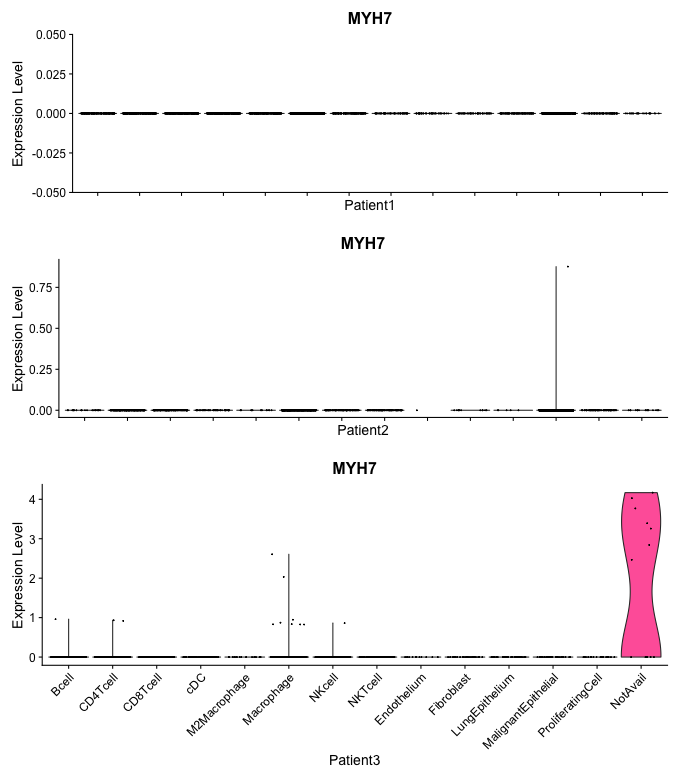 MYH7
Expression Level
0.050
0.025
0.000
-0.025
-0.050
Patient1
MYH7
Expression Level
0.75
0.50
0.25
0.00
Patient2
MYH7
Expression Level
4
3
2
1
0
Bcell
CD4Tcell
CD8Tcell
cDC
M2Macrophage
Macrophage
NKcell
NKTcell
Endothelium
Fibroblast
LungEpithelium
MalignantEpithelial
ProliferatingCell
NotAvail
Patient3